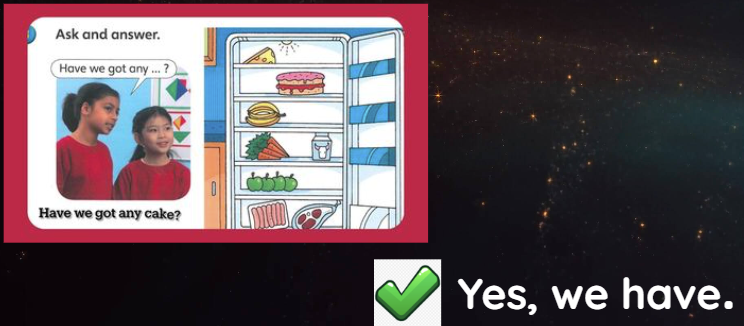 Ask and answer.
Have we got any ... ?
Have we got any cake?
Yes, we have.